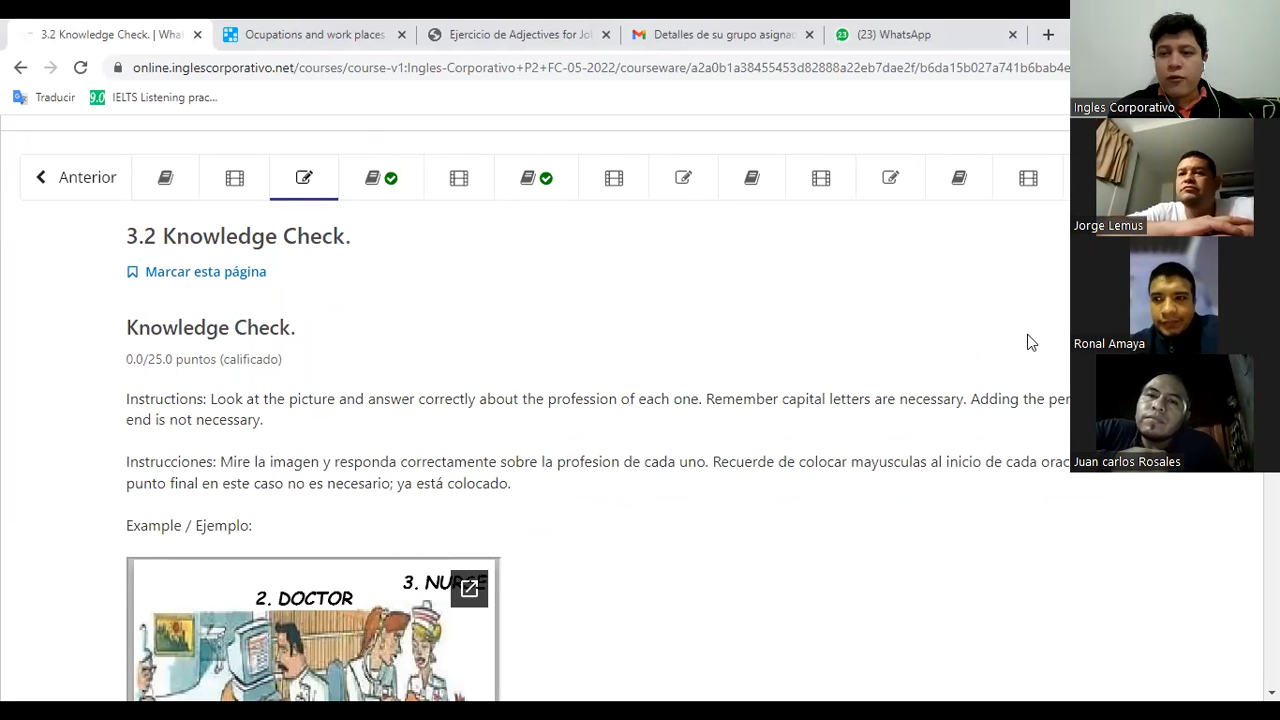 3.2 Knowledge Check. | Wha
Ocupations and work places
Ejercicio de Adjectives for Jo
Detalles de su grupo asigna
(23) WhatsApp
online.inglescorporativo.net/courses/course-v1:Ingles-Corporativo+P2+FC-05-2022/courseware/a2a0b1a38455453d82888a22eb7dae2f/b6da15b027a741b6bab4e
Traducir
9.0 IELTS Listening prac...
Anterior
3.2 Knowledge Check.
Marcar esta página
Knowledge Check.
0.0/25.0 puntos (calificado)
Instructions: Look at the picture and answer correctly about the profession of each one. Remember capital letters are necessary. Adding the per
end is not necessary.
Instrucciones: Mire la imagen y responda correctamente sobre la profesion de cada uno. Recuerde de colocar mayusculas al inicio de cada orac
punto final en este caso no es necesario; ya está colocado.
Example / Ejemplo:
3. NURSE
2. DOCTOR
Ingles Corporativo
Jorge Lemus
Ronal Amaya
Juan carlos Rosales